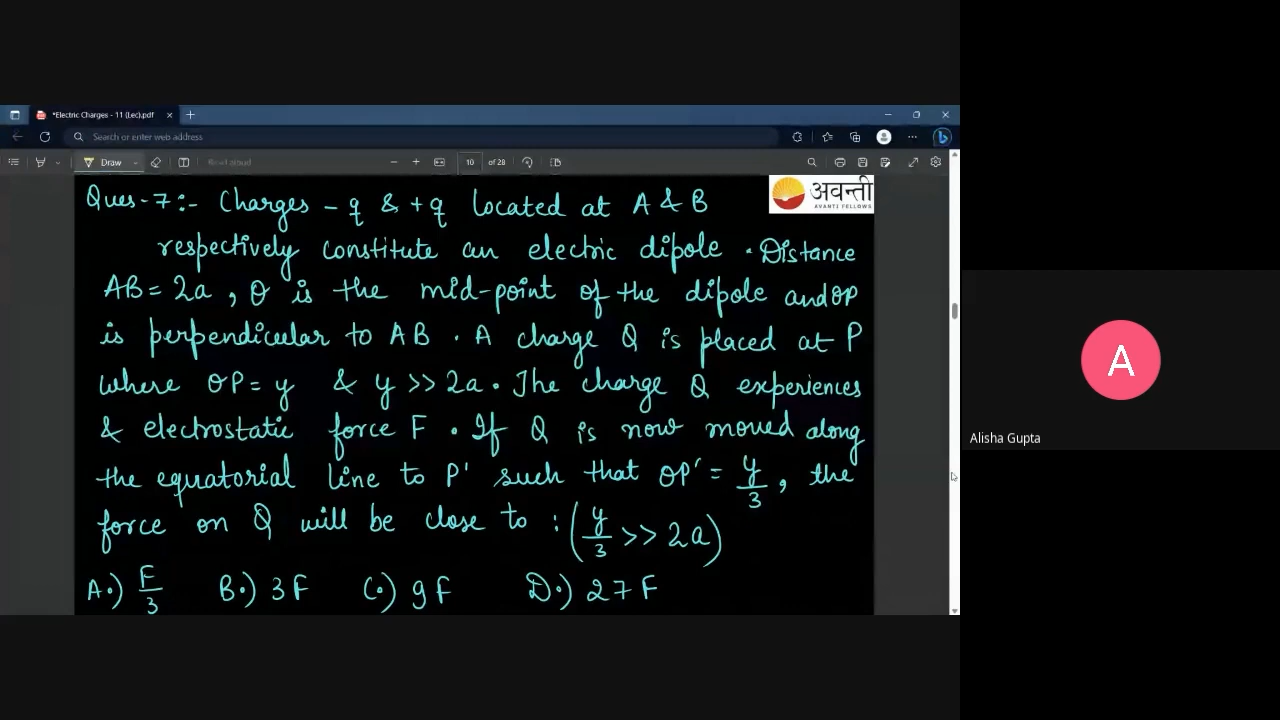 *Electric Charges - 11 (Lec).pdf
Search or enter web address
Draw
Read aloud
10 of 28
Ques-7:- Charges -q & +q located at A & B
अवन्ती
AVANTI FELLOWS
respectively constitute an electric dipole. Distance
AB = 2a, O is the mid-point of the dipole and OP
is perpendicular to AB. A charge Q is placed at P
where OP = y & y >> 2a. The charge Q experiences
& electrostatic force F. If Q is now moved along
the equatorial line to P' such that OP' = y/3, the
force on Q will be close to : (y/3 >> 2a)
A.) F/3 B.) 3F C.) 9F D.) 27F
A
Alisha Gupta